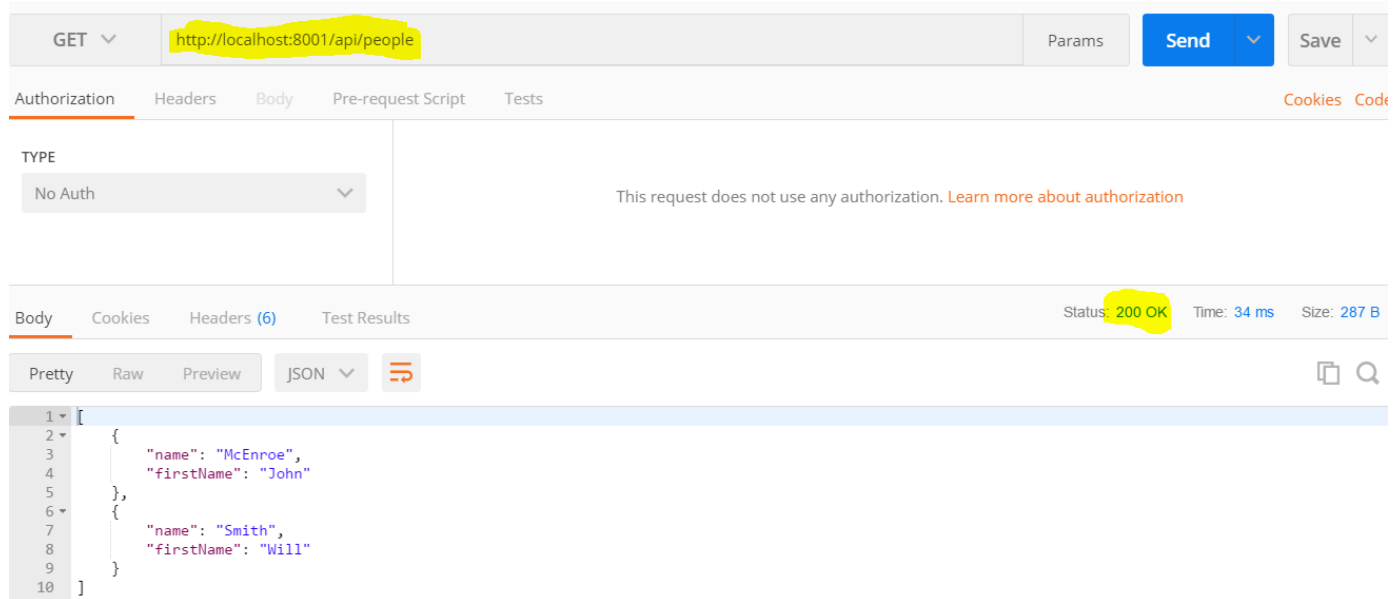 GET http://localhost:8001/api/people Params Send Save
Authorization Headers Body Pre-request Script Tests Cookies Code
TYPE
No Auth
This request does not use any authorization. Learn more about authorization
Body Cookies Headers (6) Test Results Status: 200 OK Time: 34 ms Size: 287 B
Pretty Raw Preview JSON
1 [
2 {
3 "name": "McEnroe",
4 "firstName": "John"
5 },
6 {
7 "name": "Smith",
8 "firstName": "Will"
9 }
10 ]